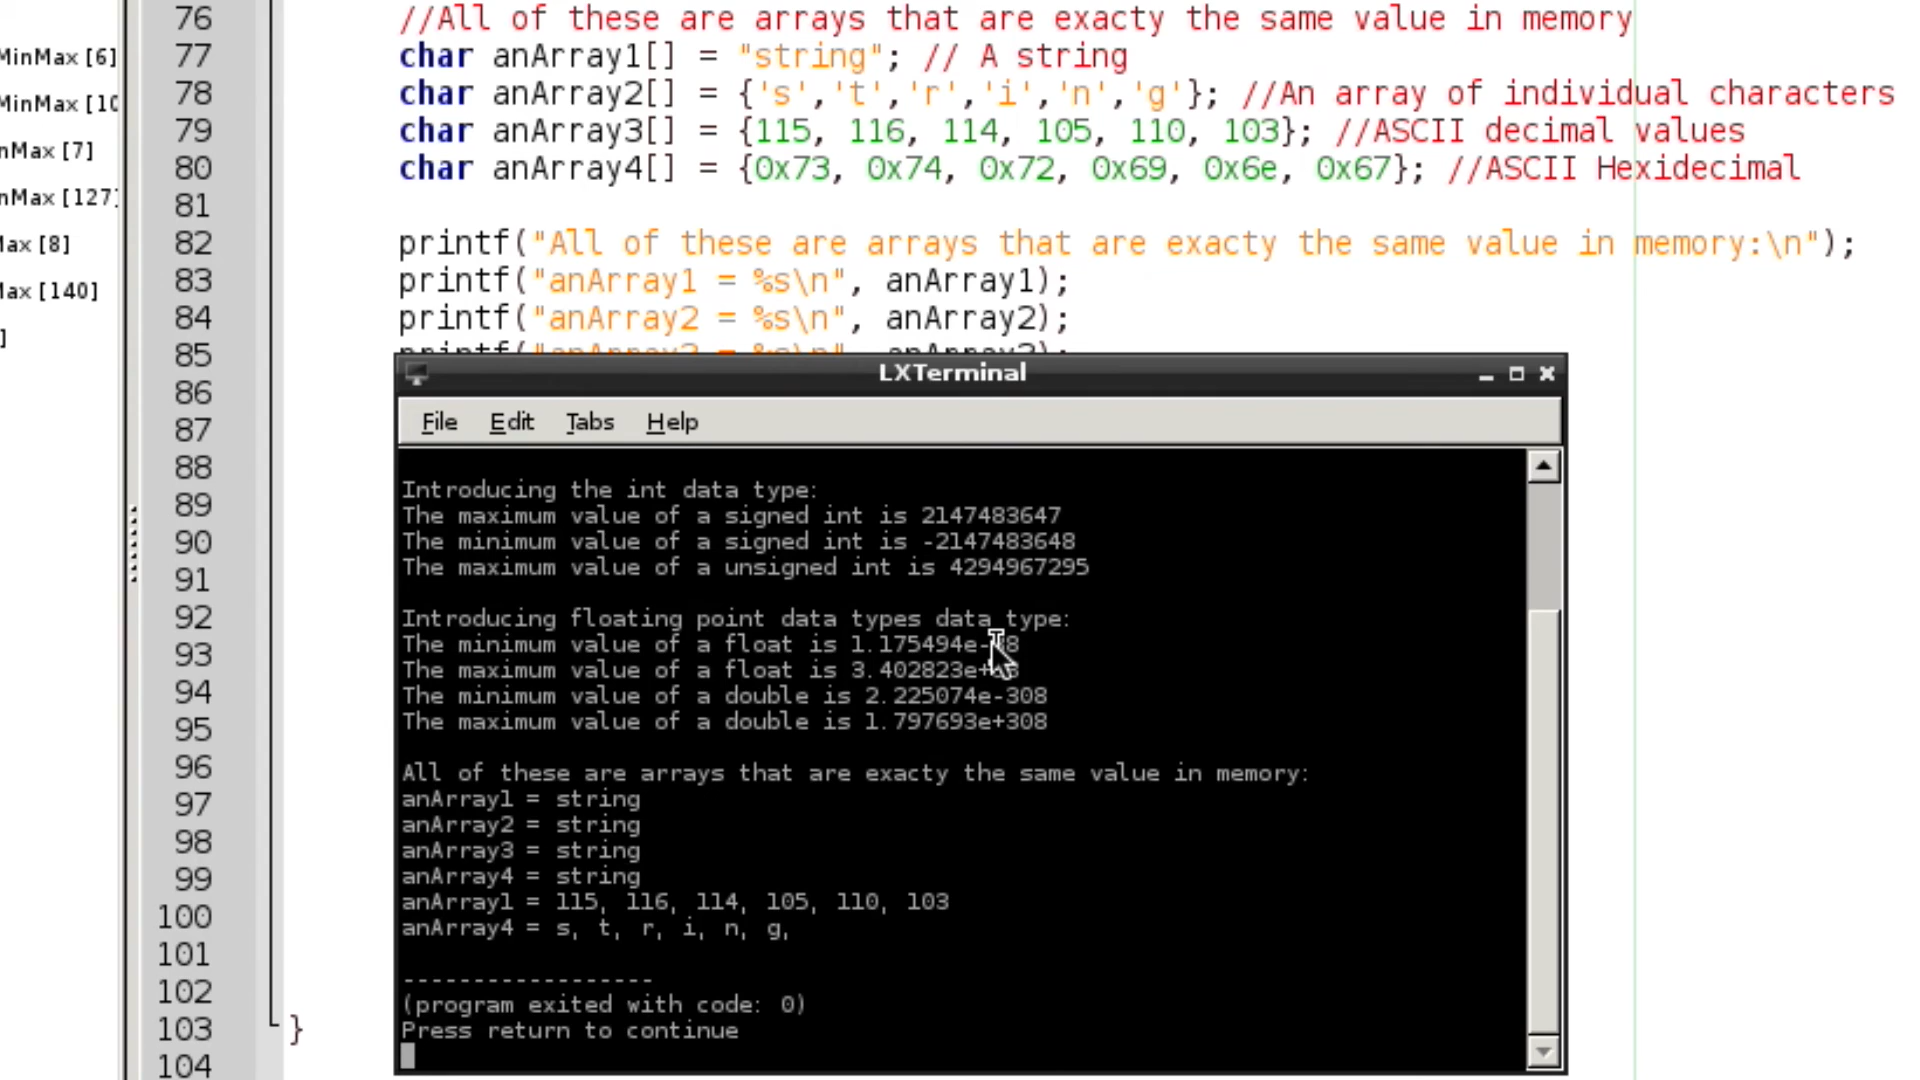 MinMax [6]
MinMax [10
nMax [7]
nMax [127]
Max [8]
Max [140]
]
76 //All of these are arrays that are exacty the same value in memory
77 char anArray1[] = "string"; // A string
78 char anArray2[] = {'s','t','r','i','n','g'}; //An array of individual characters
79 char anArray3[] = {115, 116, 114, 105, 110, 103}; //ASCII decimal values
80 char anArray4[] = {0x73, 0x74, 0x72, 0x69, 0x6e, 0x67}; //ASCII Hexidecimal
81
82 printf("All of these are arrays that are exacty the same value in memory:\n");
83 printf("anArray1 = %s\n", anArray1);
84 printf("anArray2 = %s\n", anArray2);
85 printf("anArray3 = %s\n", anArray3);
86
87
88
89
90
91
92
93
94
95
96
97
98
99
100
101
102
103 }
104
LXTerminal
File Edit Tabs Help
Introducing the int data type:
The maximum value of a signed int is 2147483647
The minimum value of a signed int is -2147483648
The maximum value of a unsigned int is 4294967295
Introducing floating point data types data type:
The minimum value of a float is 1.175494e-38
The maximum value of a float is 3.402823e+38
The minimum value of a double is 2.225074e-308
The maximum value of a double is 1.797693e+308
All of these are arrays that are exacty the same value in memory:
anArray1 = string
anArray2 = string
anArray3 = string
anArray4 = string
anArray1 = 115, 116, 114, 105, 110, 103
anArray4 = s, t, r, i, n, g,
------------------
(program exited with code: 0)
Press return to continue